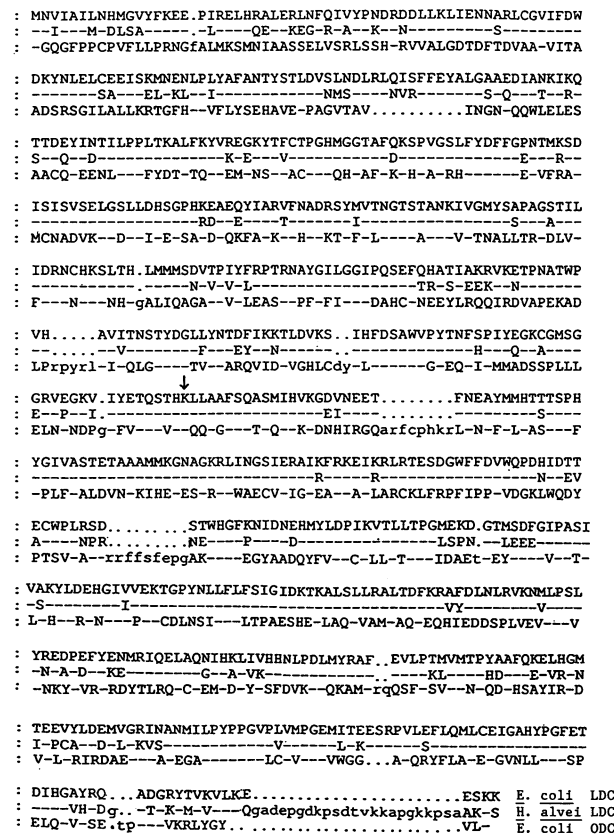 : MNVIAILNHMGVYFKEE.PIRELHRALERLNFQIVYPNDRDDLLKLIENNARLCGVIFDW
: --I---M-DLSA-----.-L----QE--KEG-R-A---K--N---------S--------
: -GQGFPPCPVFLLPRNGfALMKSMNIAASSELVSRLSSH-RVVALGDTDFTDVAA-VITA
DKYNLELCEEISKMNENLPLYAFANTYSTLDVSLNDLRLQISFFEYALGAAEDIANKIKQ
: -------SA---EL-KL--I-----------NMS-----NVR-------S-Q---T--R-
: ADSRSGILALLKRTGFH--VFLYSEHAVE-PAGVTAV..........INGN-QQWLELES
: TTDEYINTILPPLTKALFKYVREGKYTFCTPGHMGGTAFQKSPVGSLFYDFFGPNTMKSD
: S--Q--D--------------K-E---V-----------D-------------E---R--
: AACQ-EENL---FYDT-TQ--EM-NS--AC---QH-AF-K-H-A-RH------E-VFRA-
: ISISVSELGSLLDHSGPHKEAEQYIARVFNADRSYMVTNGTSTANKIVGMYSAPAGSTIL
: -------------------RD--E----T------I---------------S---A----
: MCNADVK--D--I-E-SA-D-QKFA-K--H--KT-F-L-----A---V-TNALLTR-DLV-
: IDRNCHKSLTH.LMMMSDVTPIYFRPTRNAYGILGGIPQSEFQHATIAKRVKETPNATWP
: -----------.-----N-V-V-L----------------TR-S--EEK--N--------
: F---N---NH-gALIQAGA--V-LEAS--PF-FI---DAHC-NEEYLRQQIRDVAPEKAD
: VH.....AVITNSTYDGLLYNTDFIKKTLDVKS..IHFDSAWVPYTNFSPIYEGKCGMSG
: --.....---V--------F---EY--N-----..-------------H---Q--A----
: LPrpyrl-I-QLG----TV--ARQVID-VGHLCdy-L-------G-EQ-I-MMADSSPLLL
↓
: GRVEGKV.IYETQSTHKLLAAFSQASMIHVKGDVNEET........FNEAYMMHTTTSPH
: E--P-I.--------------------------EI---........---------S----
: ELN-NDPg-FV---V--QQ-G---T-Q--K-DNHIRGQarfcphkrL-N-F-L-AS---F
: YGIVASTETAAAMMKGNAGKRLINGSIERAIKFRKEIKRLRTESDGWFFDVWQPDHIDTT
: --------------------------------R-----R--------------N--EV
: -PLF-ALDVN-KIHE-ES-R--WAECV-IG-EA--A-LARCKLFRPFIPP-VDGKLWQDY
: ECWPLRSD.........STWHGFKNIDNEHMYLDPIKVTLLTPGMEKD.GTMSDFGIPASI
: A----NPR.........NE----P----D-------------LSPN.-LEEE--------
: PTSV-A--rrffsfepgAK----EGYAADQYFV--C-LL-T---IDAEt-EY-----V--T-
: VAKYLDEHGIVVEKTGPYNLLFLFSIGIDKTKALSLLRALTDFKRAFDLNLRVKNMLPSL
: -S-------I-------------------------------VY-------V----
: L-H--R-N---P--CDLNSI---LTPAESHE-LAQ-VAM-AQ-EQHIEDDSPLVEV---V
: YREDPEFYENMRIQELAQNIHKLIVHHNLPDLMYRAF..EVLPTMVMTPYAAFQKELHGM
: -N-A-D--KE---------G--A-VK-----------..---KL----HD---E-VR-N
: -NKY-VR-RDYTLRQ-C-EM-D-Y-SFDVK--QKAM-rqQSF-SV--N-QD-HSAYIR-D
: TEEVYLDEMVGRINANMILPYPPGVPLVMPGEMITEESRPVLEFLQMLCEIGAHYPGFET
: I-PCA--D-L-KVS-------------V------L-K------S----------------
: V-L-RIRDAE---A-EGA------LC-V-----VWGG---A-QRYFLA-E-GVNLL---SP
: DIHGAYRQ...ADGRYTVKVLKE.....................ESKK E. coli LDC
: ----VH-Dg..-T-K-M-V---QgadepgdkpsdtvkkapgkkpsaAK-S H. alvei LDC
: ELQ-V-SE.tp---VKRLYGY.....................VL E. coli ODC